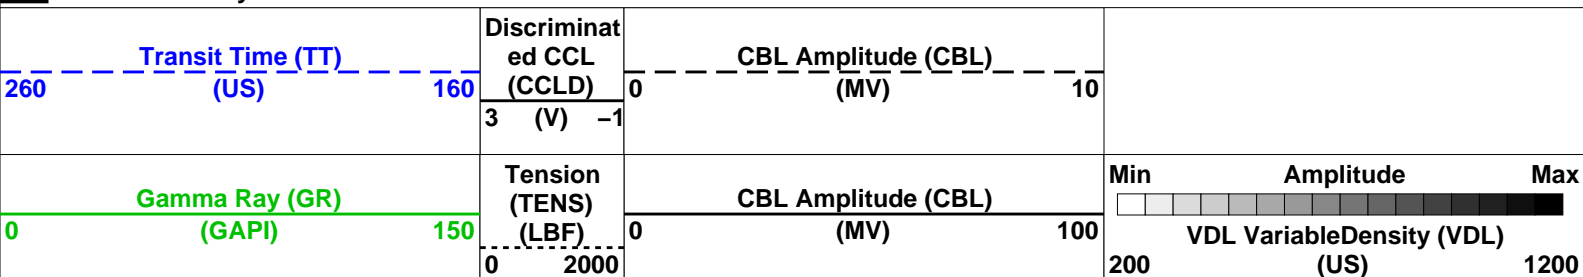 Transit Time (TT)
260 (US) 160
Discriminat
ed CCL
(CCLD)
3 (V) −1
CBL Amplitude (CBL)
0 (MV) 10
Gamma Ray (GR)
0 (GAPI) 150
Tension
(TENS)
(LBF)
0 2000
CBL Amplitude (CBL)
0 (MV) 100
Min Amplitude Max
VDL VariableDensity (VDL)
200 (US) 1200